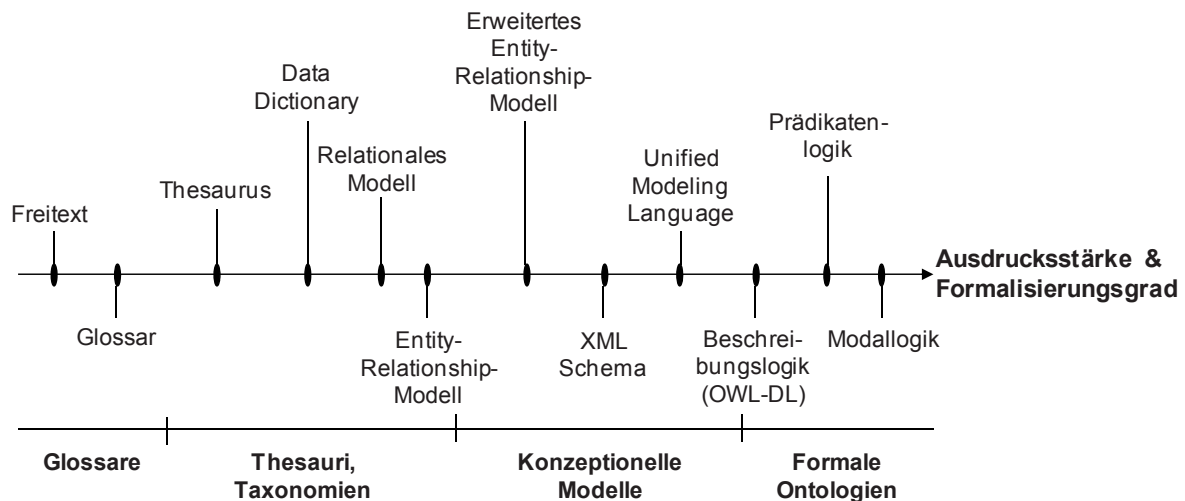 Erweitertes
Entity-
Relationship-
Modell
Data
Dictionary
Prädikaten-
logik
Relationales
Modell
Unified
Modeling
Language
Thesaurus
Freitext
Ausdrucksstärke &
Formalisierungsgrad
Glossar
Entity-
Relationship-
Modell
XML
Schema
Beschrei-
bungslogik
(OWL-DL)
Modallogik
Glossare
Thesauri,
Taxonomien
Konzeptionelle
Modelle
Formale
Ontologien